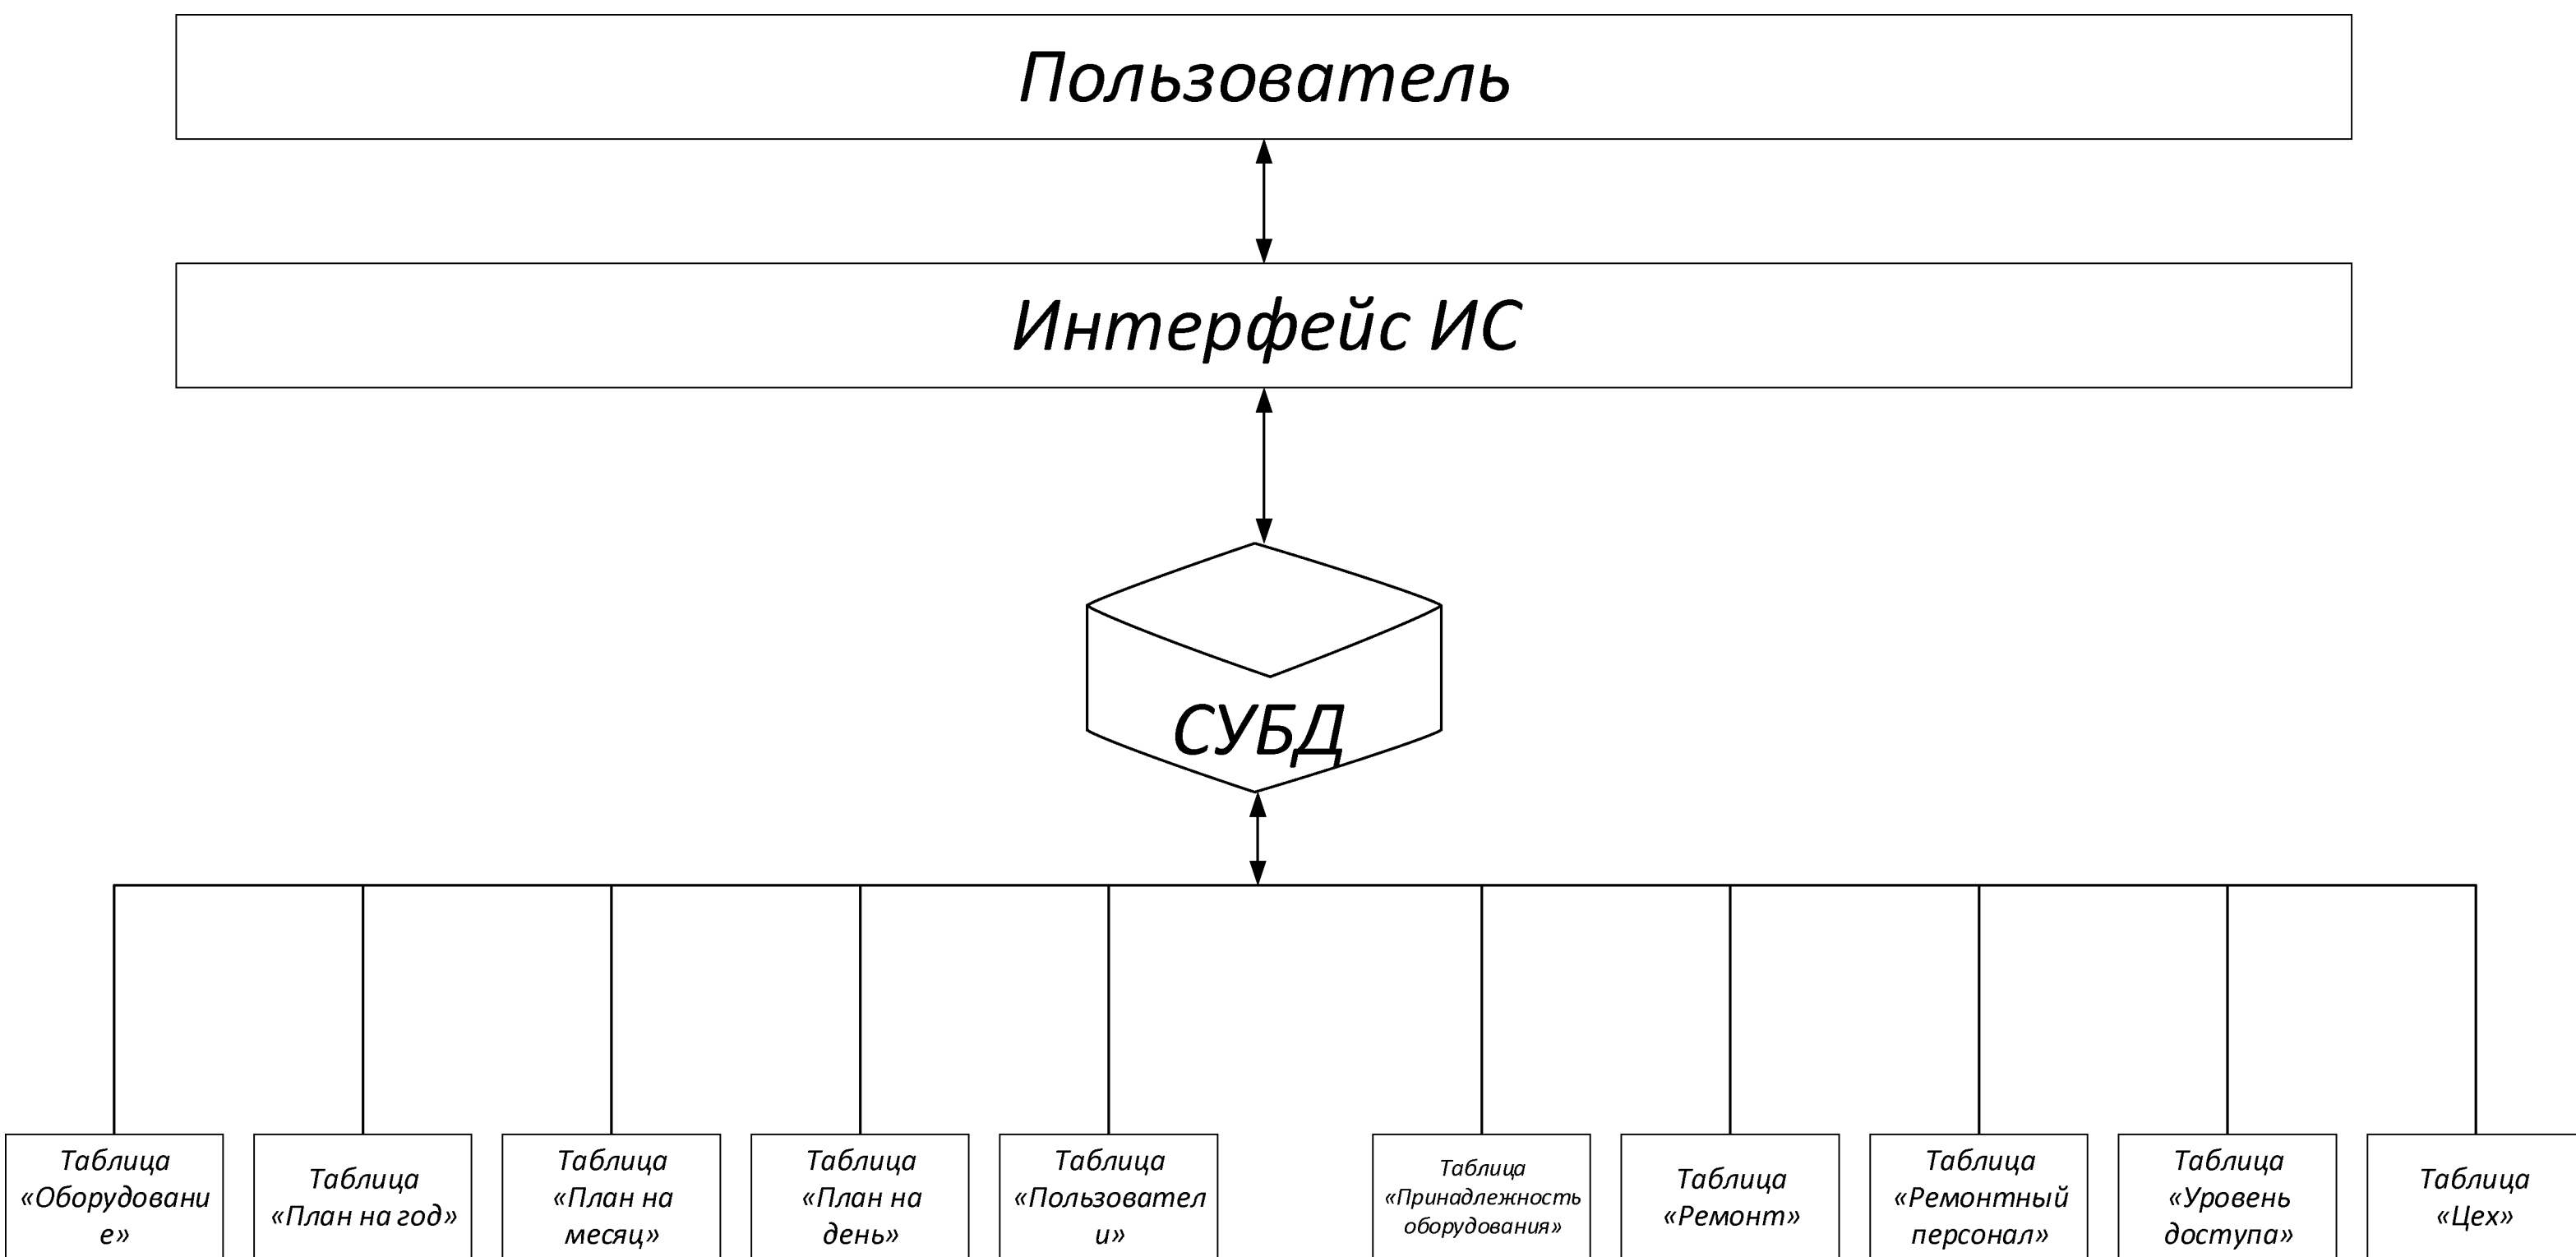 Пользователь
Интерфейс ИС
СУБД
Таблица
«Оборудовани
е»
Таблица
«План на год»
Таблица
«План на
месяц»
Таблица
«План на
день»
Таблица
«Пользовател
и»
Таблица
«Принадлежность
оборудования»
Таблица
«Ремонт»
Таблица
«Ремонтный
персонал»
Таблица
«Уровень
доступа»
Таблица
«Цех»